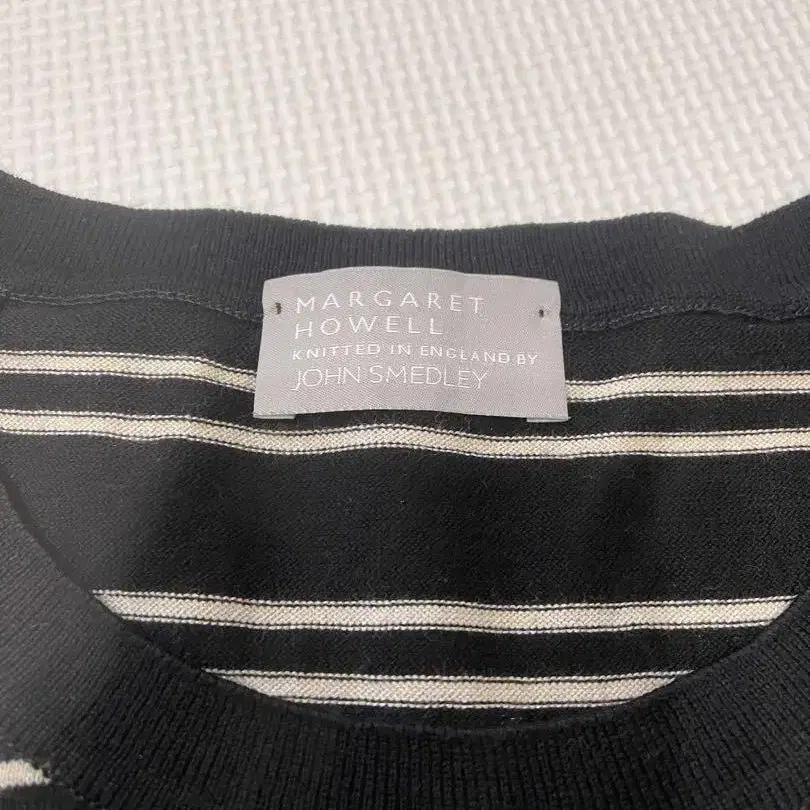 MARGARET
HOWELL
KNITTED IN ENGLAND BY
JOHN SMEDLEY